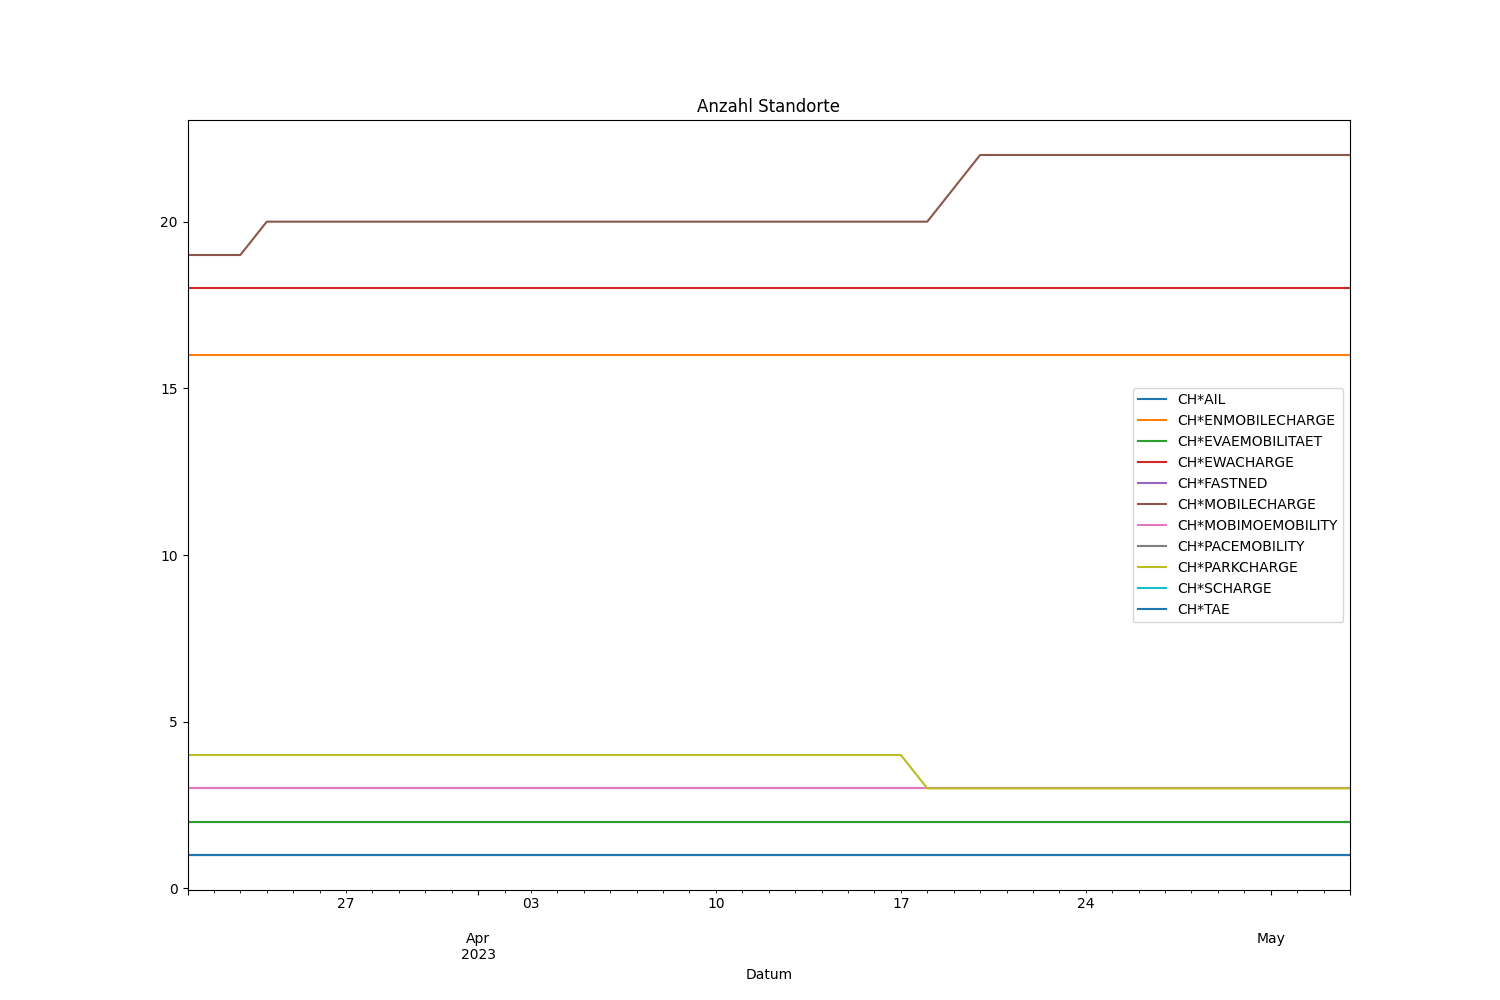 Anzahl Standorte
20
15
10
5
0
CH*AIL
CH*ENMOBILECHARGE
CH*EVAEMOBILITAET
CH*EWACHARGE
CH*FASTNED
CH*MOBILECHARGE
CH*MOBIMOEMOBILITY
CH*PACEMOBILITY
CH*PARKCHARGE
CH*SCHARGE
CH*TAE
27 03 10 17 24
Apr May
2023
Datum